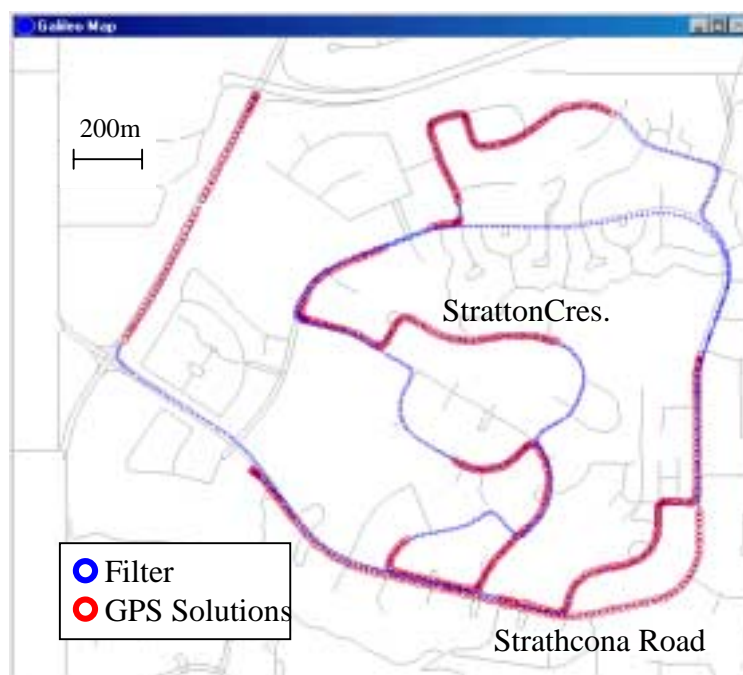 Galileo Map
200m
StrattonCres.
Filter
GPS Solutions
Strathcona Road